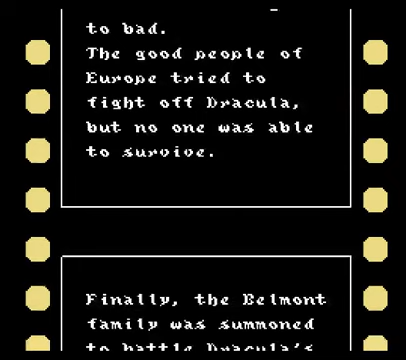 to bad.
The good people of
Europe tried to
fight off Dracula,
but no one was able
to survive.
Finally, the Belmont
family was summoned
to battle Dracula's